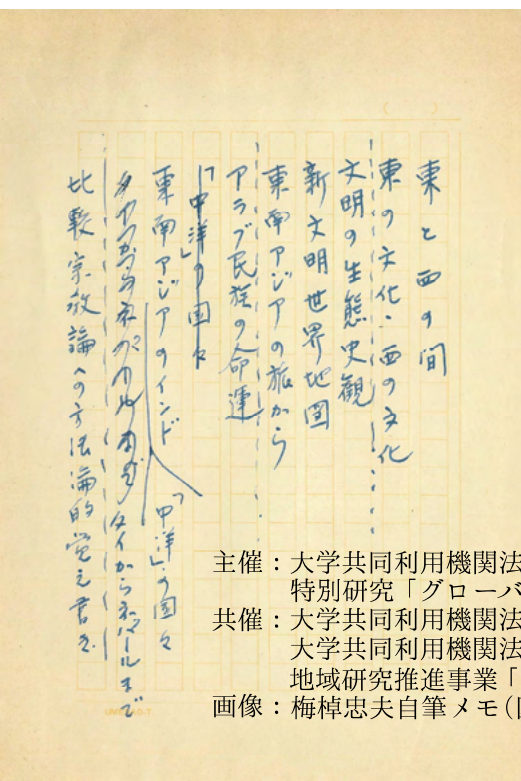 東と西の間
東の文化・西の文化
文明の生態史観
新文明世界地図
東南アジアの旅から
アラブ民族の命運
「中洋」の国々
東南アジアのインド
「中洋」の国々
タイからネパールまで
比較宗教論への方法論的覚え書き
主催：大学共同利用機関法
特別研究「グローバ
共催：大学共同利用機関法
大学共同利用機関法
地域研究推進事業「
画像：梅棹忠夫自筆メモ(国